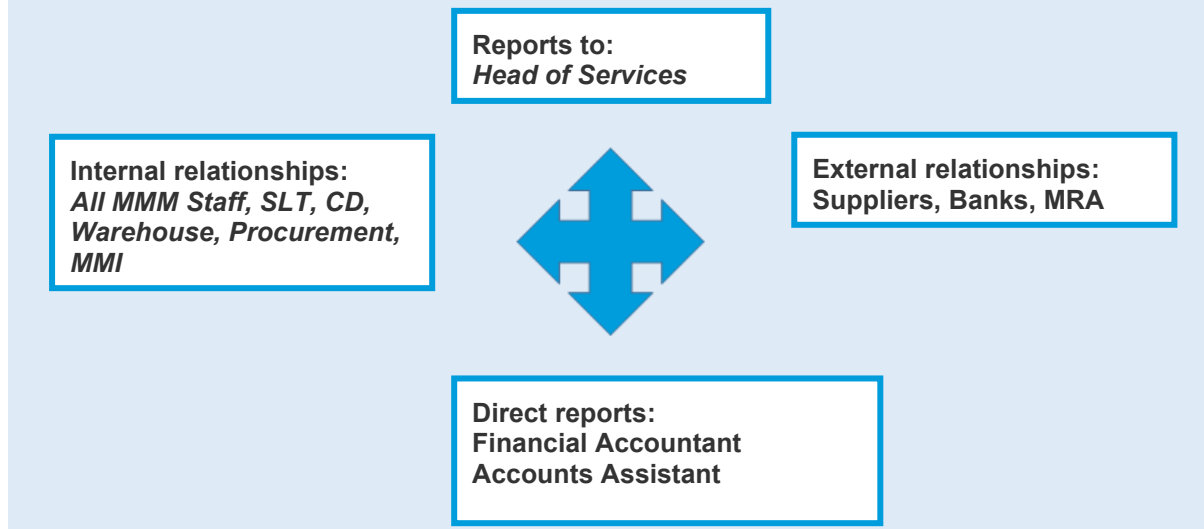 Reports to:
Head of Services
Internal relationships:
All MMM Staff, SLT, CD,
Warehouse, Procurement,
MMI
External relationships:
Suppliers, Banks, MRA
Direct reports:
Financial Accountant
Accounts Assistant